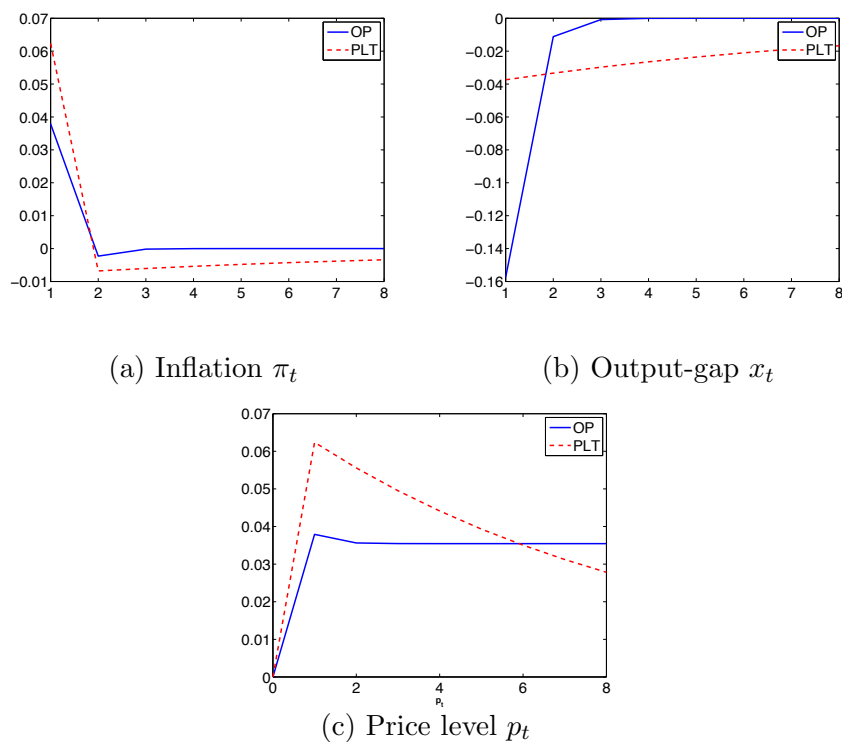 0.07
0.06
0.05
0.04
0.03
0.02
0.01
0
−0.01
1 2 3 4 5 6 7 8
OP
PLT
(a) Inflation πt
0
−0.02
−0.04
−0.06
−0.08
−0.1
−0.12
−0.14
−0.16
1 2 3 4 5 6 7 8
OP
PLT
(b) Output-gap xt
0.07
0.06
0.05
0.04
0.03
0.02
0.01
0
0 2 4 6 8
OP
PLT
pt
(c) Price level pt